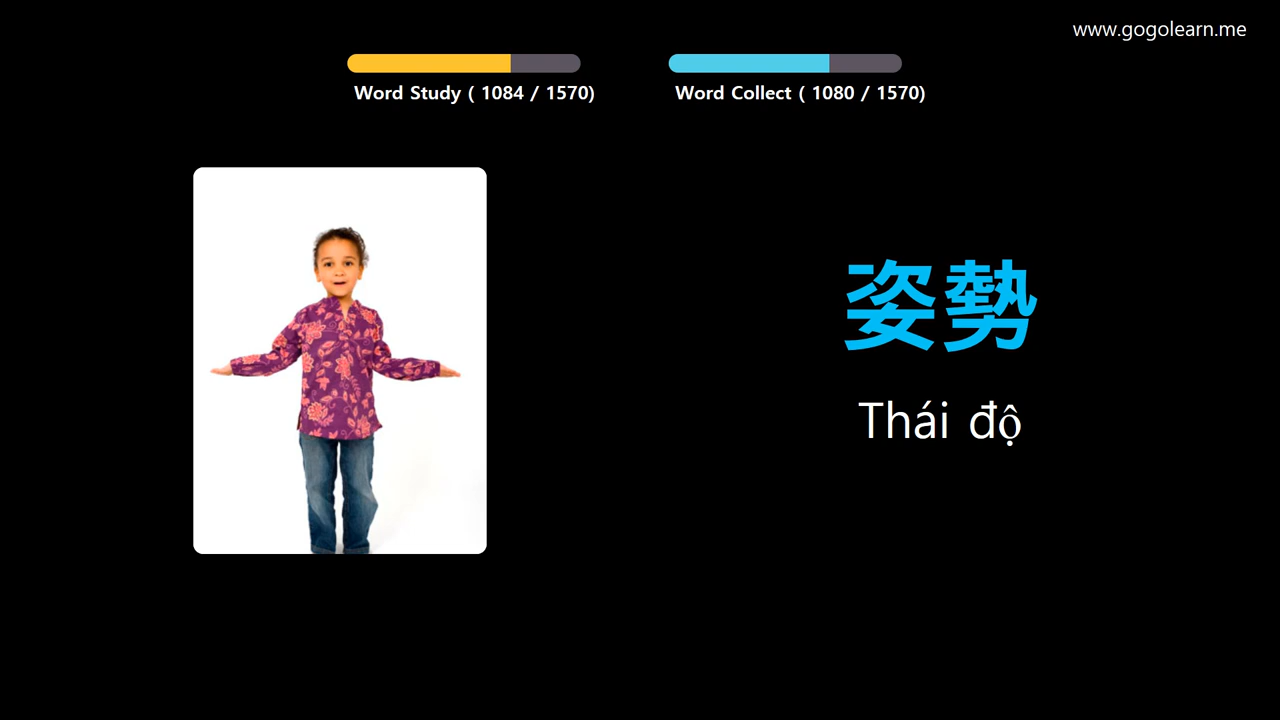 www.gogolearn.me
Word Study ( 1084 / 1570)
Word Collect ( 1080 / 1570)
姿勢
Thái độ